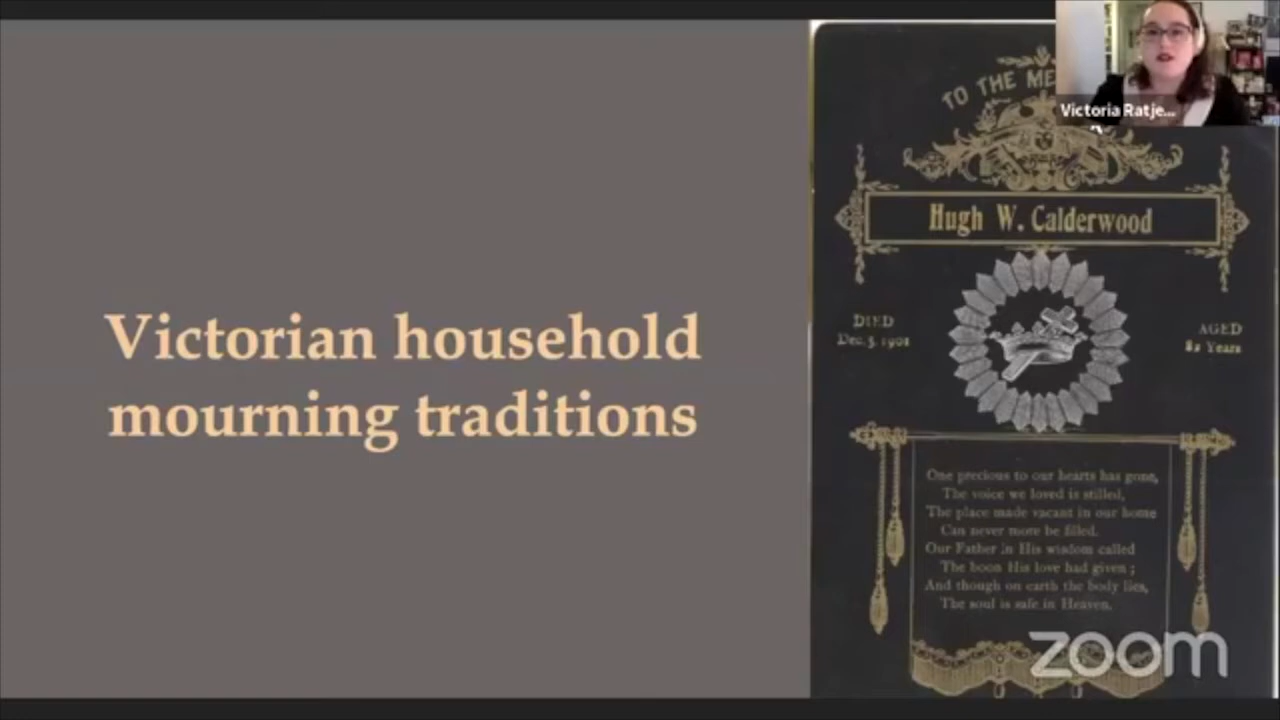 TO THE ME
Victoria Ratje...
Hugh W. Calderwood
DIED
Dec. 3, 1901
AGED
82 Years
Victorian household
mourning traditions
One precious to our hearts has gone,
The voice we loved is stilled,
The place made vacant in our home
Can never more be filled.
Our Father in His wisdom called
The boon His love had given;
And though on earth the body lies,
The soul is safe in Heaven.
zoom